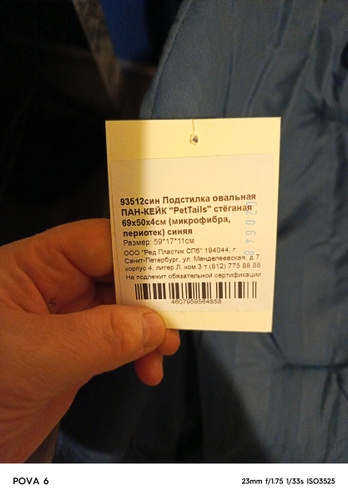 93512син Подстилка овальная
ПАН-КЕЙК "PetTails" стёганая
69х50х4см (микрофибра,
периотек) синяя
Размер: 59*17*11см
ООО "Ред Пластик СПб" 194044, г.
Санкт-Петербург, ул. Менделеевская, д.7,
корпус 4, литер Л, ком.3 т.(812) 775 88 88
Не подлежит обязательной сертификации
4607959564858
POVA 6
23mm f/1.75 1/33s ISO3525